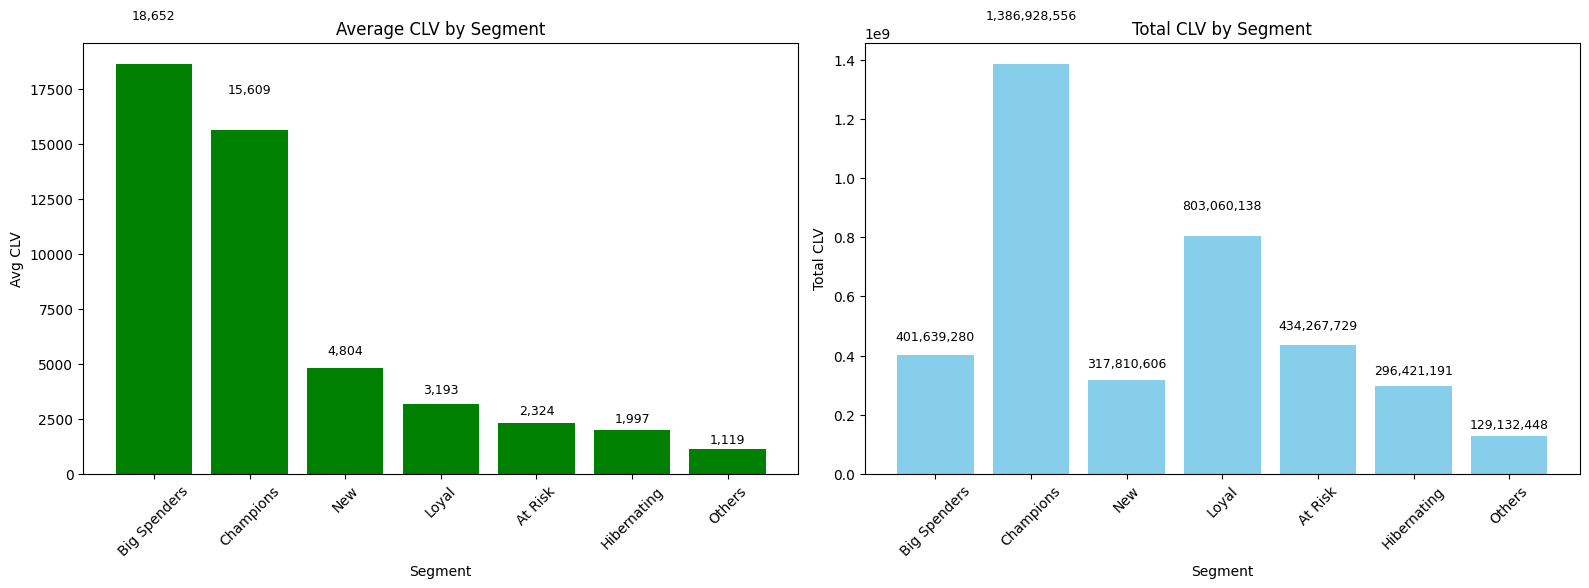 Average CLV by Segment
18,652
15,609
4,804
3,193
2,324
1,997
1,119
17500
15000
12500
10000
7500
5000
2500
0
Avg CLV
Big Spenders
Champions
New
Loyal
At Risk
Hibernating
Others
Segment
Total CLV by Segment
1e9
401,639,280
1,386,928,556
317,810,606
803,060,138
434,267,729
296,421,191
129,132,448
1.4
1.2
1.0
0.8
0.6
0.4
0.2
0.0
Total CLV
Big Spenders
Champions
New
Loyal
At Risk
Hibernating
Others
Segment